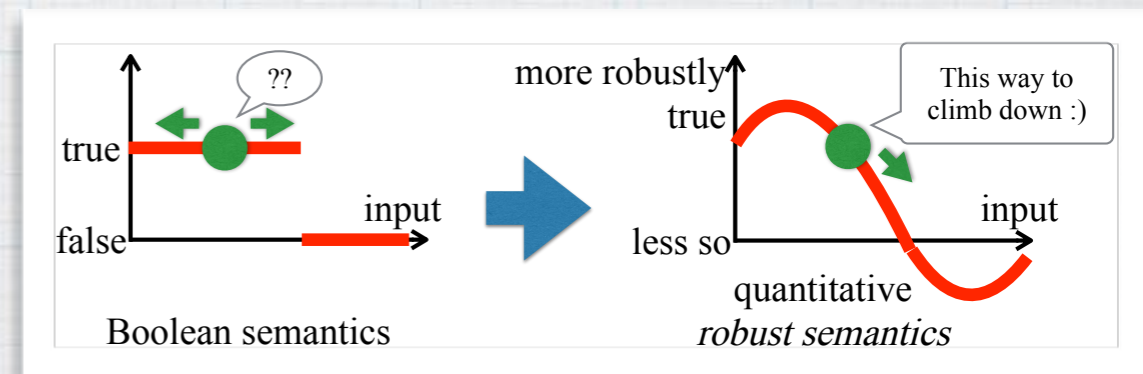 ??
true
false
input
Boolean semantics
more robustly
true
This way to
climb down :)
less so
input
quantitative
robust semantics